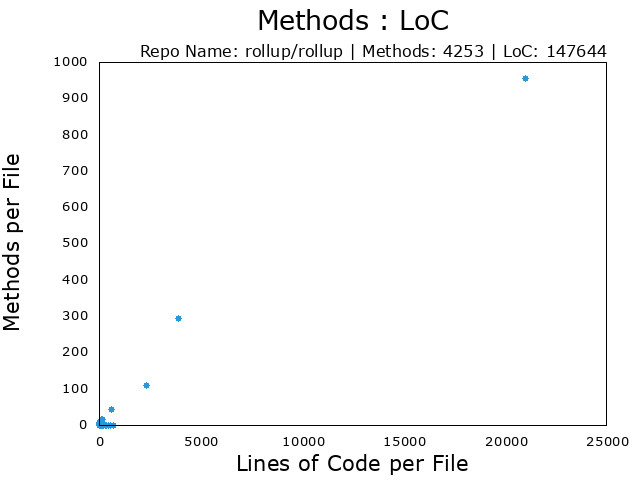 Methods : LoC
Repo Name: rollup/rollup | Methods: 4253 | LoC: 147644
Methods per File
1000
900
800
700
600
500
400
300
200
100
0
0 5000 10000 15000 20000 25000
Lines of Code per File